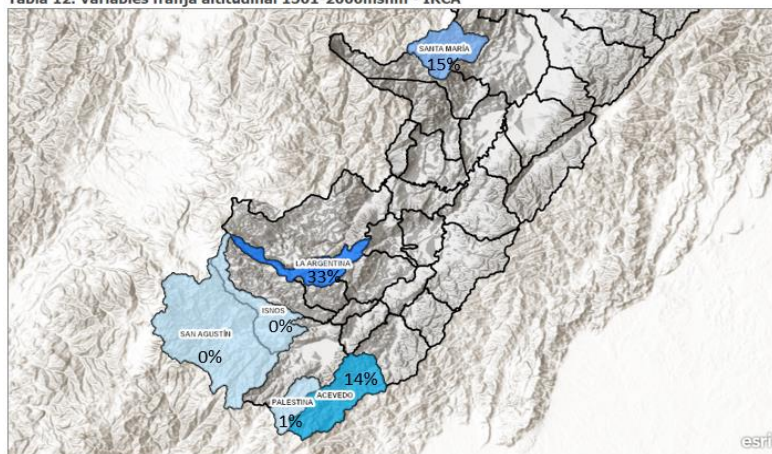 Tabla 12. Variables franja altitudinal 1501-2000msnm - IRCA
SANTA MARÍA
15%
LA ARGENTINA
33%
ISNOS
0%
SAN AGUSTÍN
0%
14%
ACEVEDO
PALESTINA
1%
esri